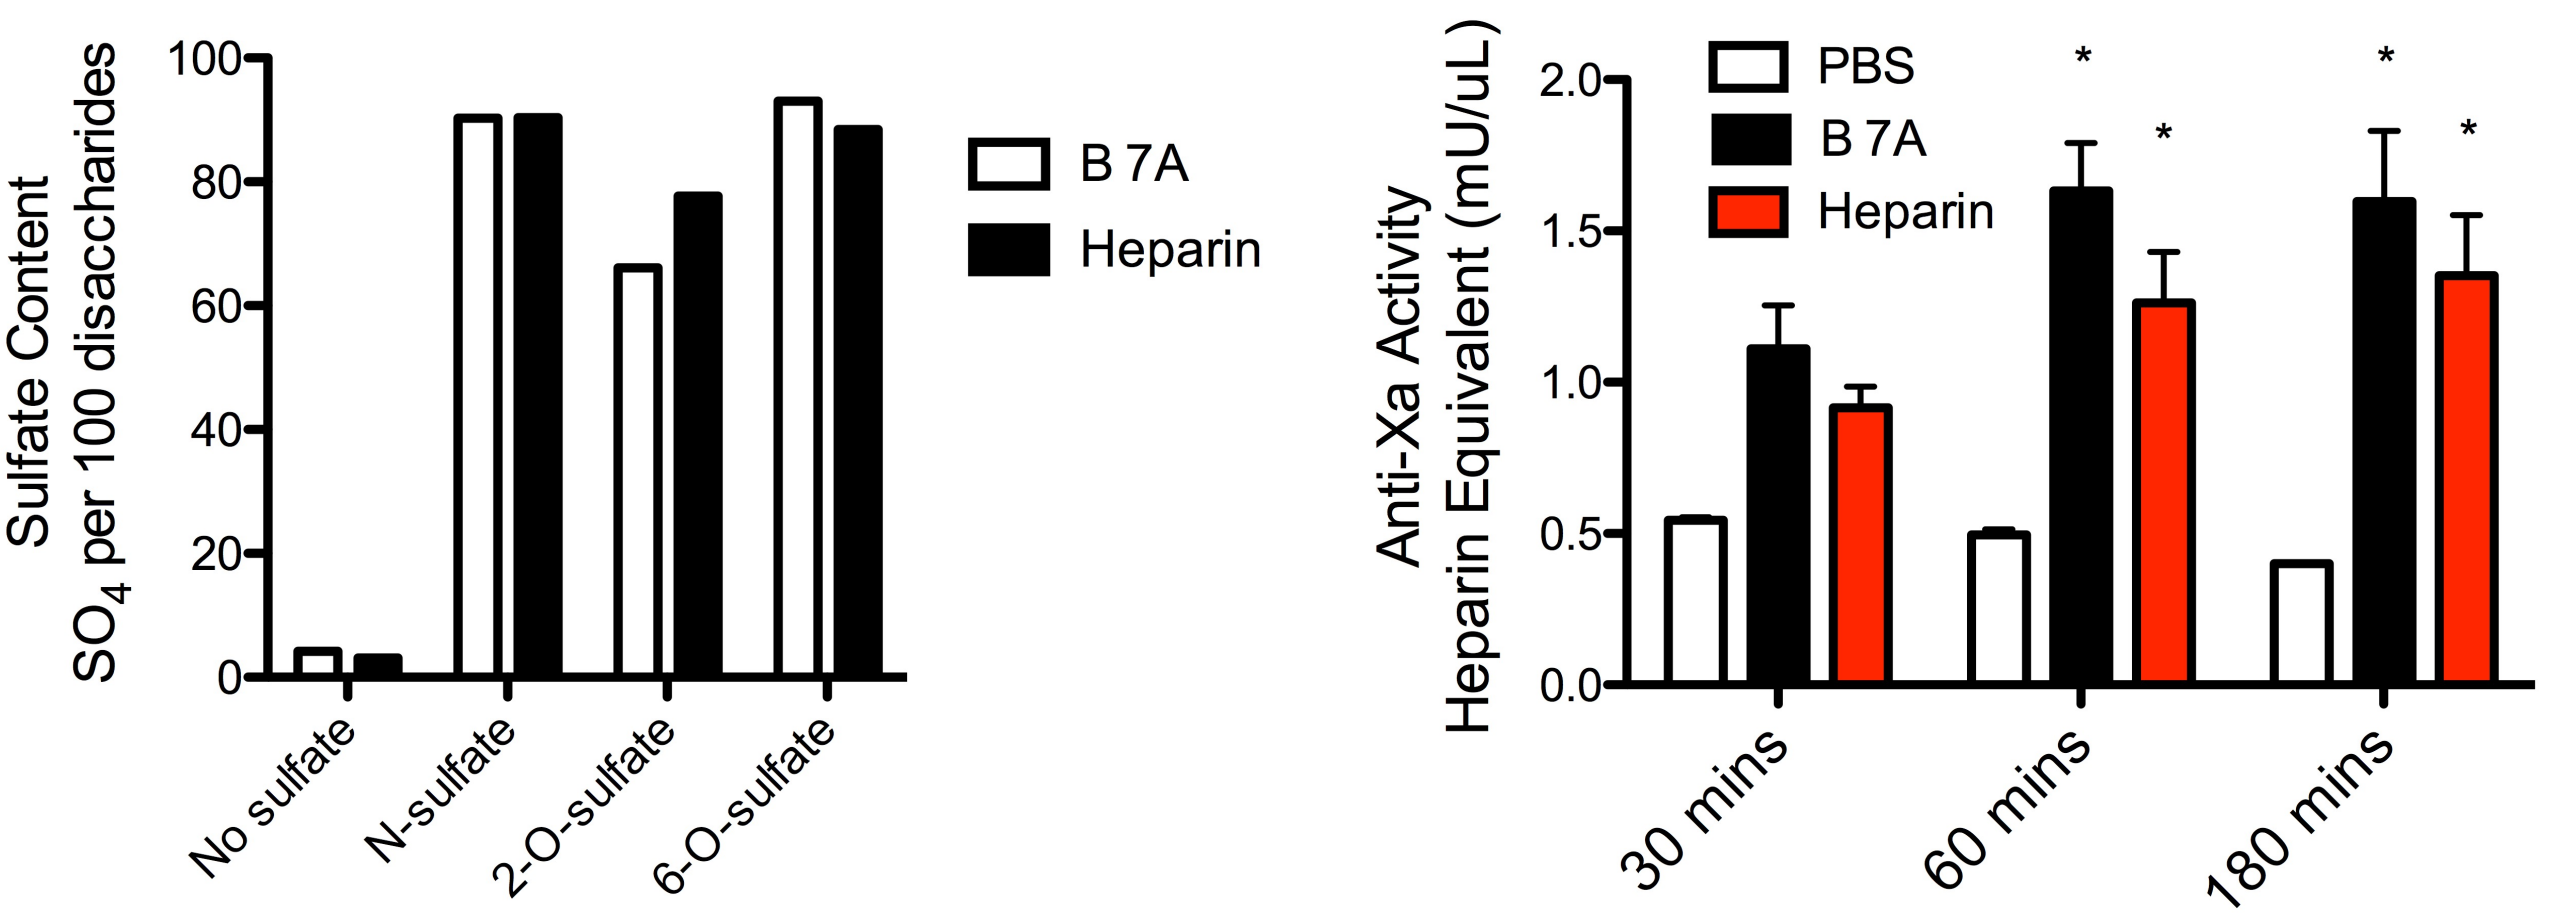 Sulfate Content
SO4 per 100 disaccharides
100
80
60
40
20
0
No sulfate
N-sulfate
2-O-sulfate
6-O-sulfate
B 7A
Heparin
Anti-Xa Activity
Heparin Equivalent (mU/uL)
2.0
1.5
1.0
0.5
0.0
PBS
B 7A
Heparin
*
*
*
*
30 mins
60 mins
180 mins